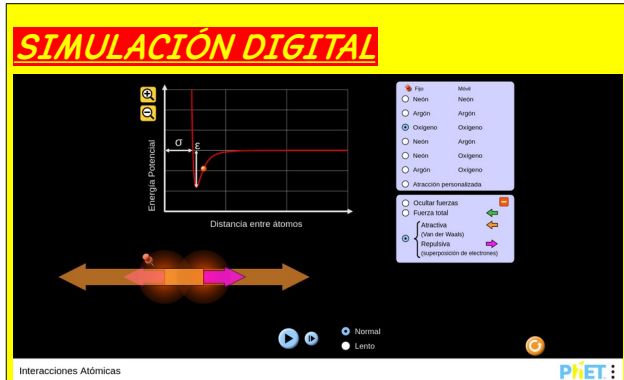 SIMULACIÓN DIGITAL
Energía Potencial
σ
ε
Distancia entre átomos
Fijo Móvil
Neón Neón
Argón Argón
Oxígeno Oxígeno
Neón Argón
Neón Oxígeno
Argón Oxígeno
Atracción personalizada
Ocultar fuerzas
Fuerza total
Atractiva
(Van der Waals)
Repulsiva
(superposición de electrones)
Normal
Lento
Interacciones Atómicas
PhET